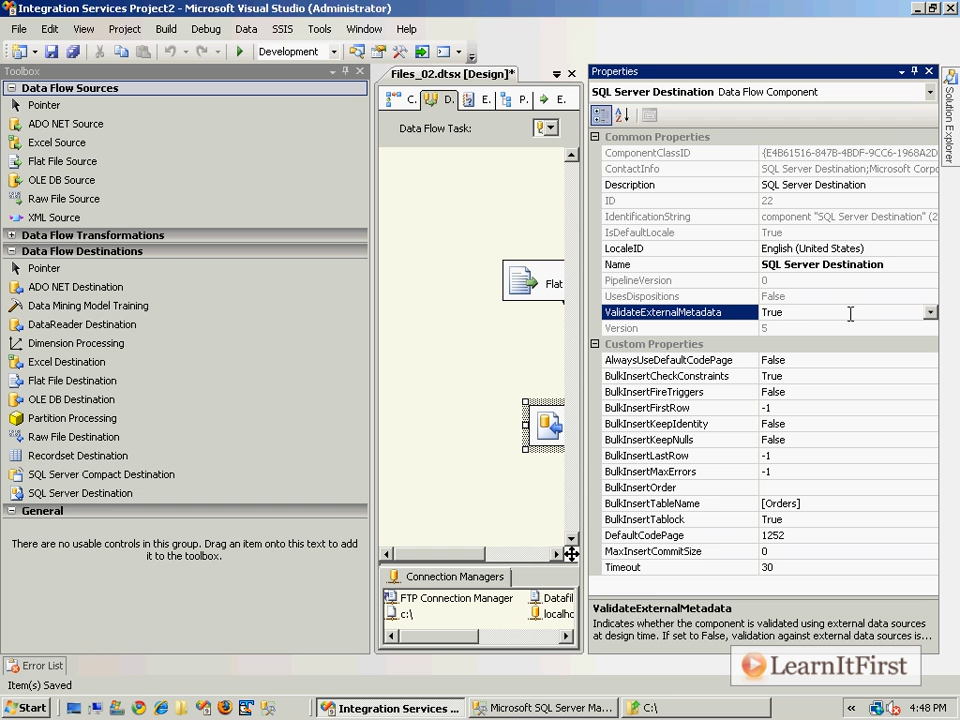 Integration Services Project2 - Microsoft Visual Studio (Administrator)
File Edit View Project Build Debug Data SSIS Tools Window Help
Development
Toolbox
Data Flow Sources
Pointer
ADO NET Source
Excel Source
Flat File Source
OLE DB Source
Raw File Source
XML Source
Data Flow Transformations
Data Flow Destinations
Pointer
ADO NET Destination
Data Mining Model Training
DataReader Destination
Dimension Processing
Excel Destination
Flat File Destination
OLE DB Destination
Partition Processing
Raw File Destination
Recordset Destination
SQL Server Compact Destination
SQL Server Destination
General
There are no usable controls in this group. Drag an item onto this text to add
it to the toolbox.
Files_02.dtsx [Design]*
C. D. E. P. E.
Data Flow Task:
Flat
Connection Managers
FTP Connection Manager Datafil
c:\ localho
Properties
SQL Server Destination Data Flow Component
Common Properties
ComponentClassID {E4B61516-847B-4BDF-9CC6-1968A2D
ContactInfo SQL Server Destination;Microsoft Corpo
Description SQL Server Destination
ID 22
IdentificationString component "SQL Server Destination" (2
IsDefaultLocale True
LocaleID English (United States)
Name SQL Server Destination
PipelineVersion 0
UsesDispositions False
ValidateExternalMetadata True
Version 5
Custom Properties
AlwaysUseDefaultCodePage False
BulkInsertCheckConstraints True
BulkInsertFireTriggers False
BulkInsertFirstRow -1
BulkInsertKeepIdentity False
BulkInsertKeepNulls False
BulkInsertLastRow -1
BulkInsertMaxErrors -1
BulkInsertOrder
BulkInsertTableName [Orders]
BulkInsertTablock True
DefaultCodePage 1252
MaxInsertCommitSize 0
Timeout 30
ValidateExternalMetadata
Indicates whether the component is validated using external data sources
at design time. If set to False, validation against external data sources is...
Solution Explorer
LearnItFirst
Error List
Item(s) Saved
Start
Integration Services ...
Microsoft SQL Server Ma...
C:\
«
4:48 PM